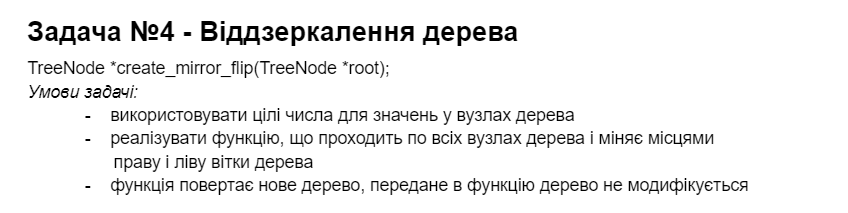 Задача №4 - Віддзеркалення дерева
TreeNode *create_mirror_flip(TreeNode *root);
Умови задачі:
- використовувати цілі числа для значень у вузлах дерева
- реалізувати функцію, що проходить по всіх вузлах дерева і міняє місцями
праву і ліву вітки дерева
- функція повертає нове дерево, передане в функцію дерево не модифікується